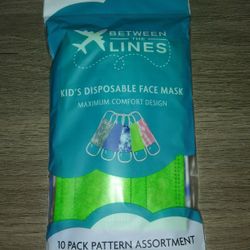 BETWEEN
THE
LINES
KID'S DISPOSABLE FACE MASK
MAXIMUM COMFORT DESIGN
10 PACK PATTERN ASSORTMENT